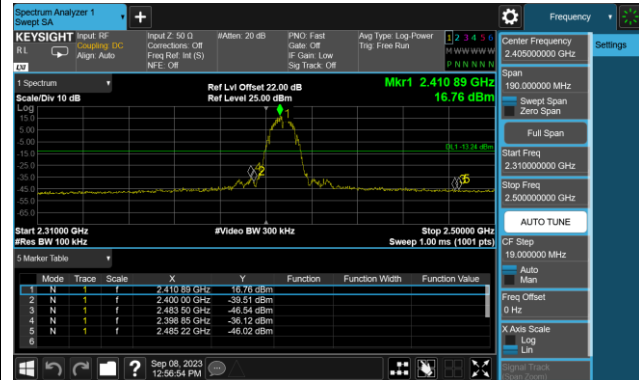 Spectrum Analyzer 1
Swept SA
Frequency
KEYSIGHT
Input: RF
Coupling: DC
Align: Auto
Input Z: 50 Ω
Corrections: Off
Freq Ref: Int (S)
NFE: Off
#Atten: 20 dB
PNO: Fast
Gate: Off
IF Gain: Low
Sig Track: Off
Avg Type: Log-Power
Trig: Free Run
1 2 3 4 5 6
M W W W W W
P N N N N N
RL
LXI
1 Spectrum
Scale/Div 10 dB
Ref Lvl Offset 22.00 dB
Ref Level 25.00 dBm
Mkr1 2.410 89 GHz
16.76 dBm
Log
15.0
5.00
-5.00
-15.0
-25.0
-35.0
-45.0
-55.0
-65.0
1
DL1 -13.24 dBm
2
5
Start 2.31000 GHz
#Res BW 100 kHz
#Video BW 300 kHz
Stop 2.50000 GHz
Sweep 1.00 ms (1001 pts)
5 Marker Table
Mode Trace Scale X Y Function Function Width Function Value
1 N 1 f 2.410 89 GHz 16.76 dBm
2 N 1 f 2.400 00 GHz -39.51 dBm
3 N 1 f 2.483 50 GHz -46.54 dBm
4 N 1 f 2.398 85 GHz -36.12 dBm
5 N 1 f 2.485 22 GHz -46.02 dBm
6
Sep 08, 2023
12:56:54 PM
Center Frequency
2.405000000 GHz
Settings
Span
190.000000 MHz
Swept Span
Zero Span
Full Span
Start Freq
2.310000000 GHz
Stop Freq
2.500000000 GHz
AUTO TUNE
CF Step
19.000000 MHz
Auto
Man
Freq Offset
0 Hz
X Axis Scale
Log
Lin
Signal Track
(Span Zoom)